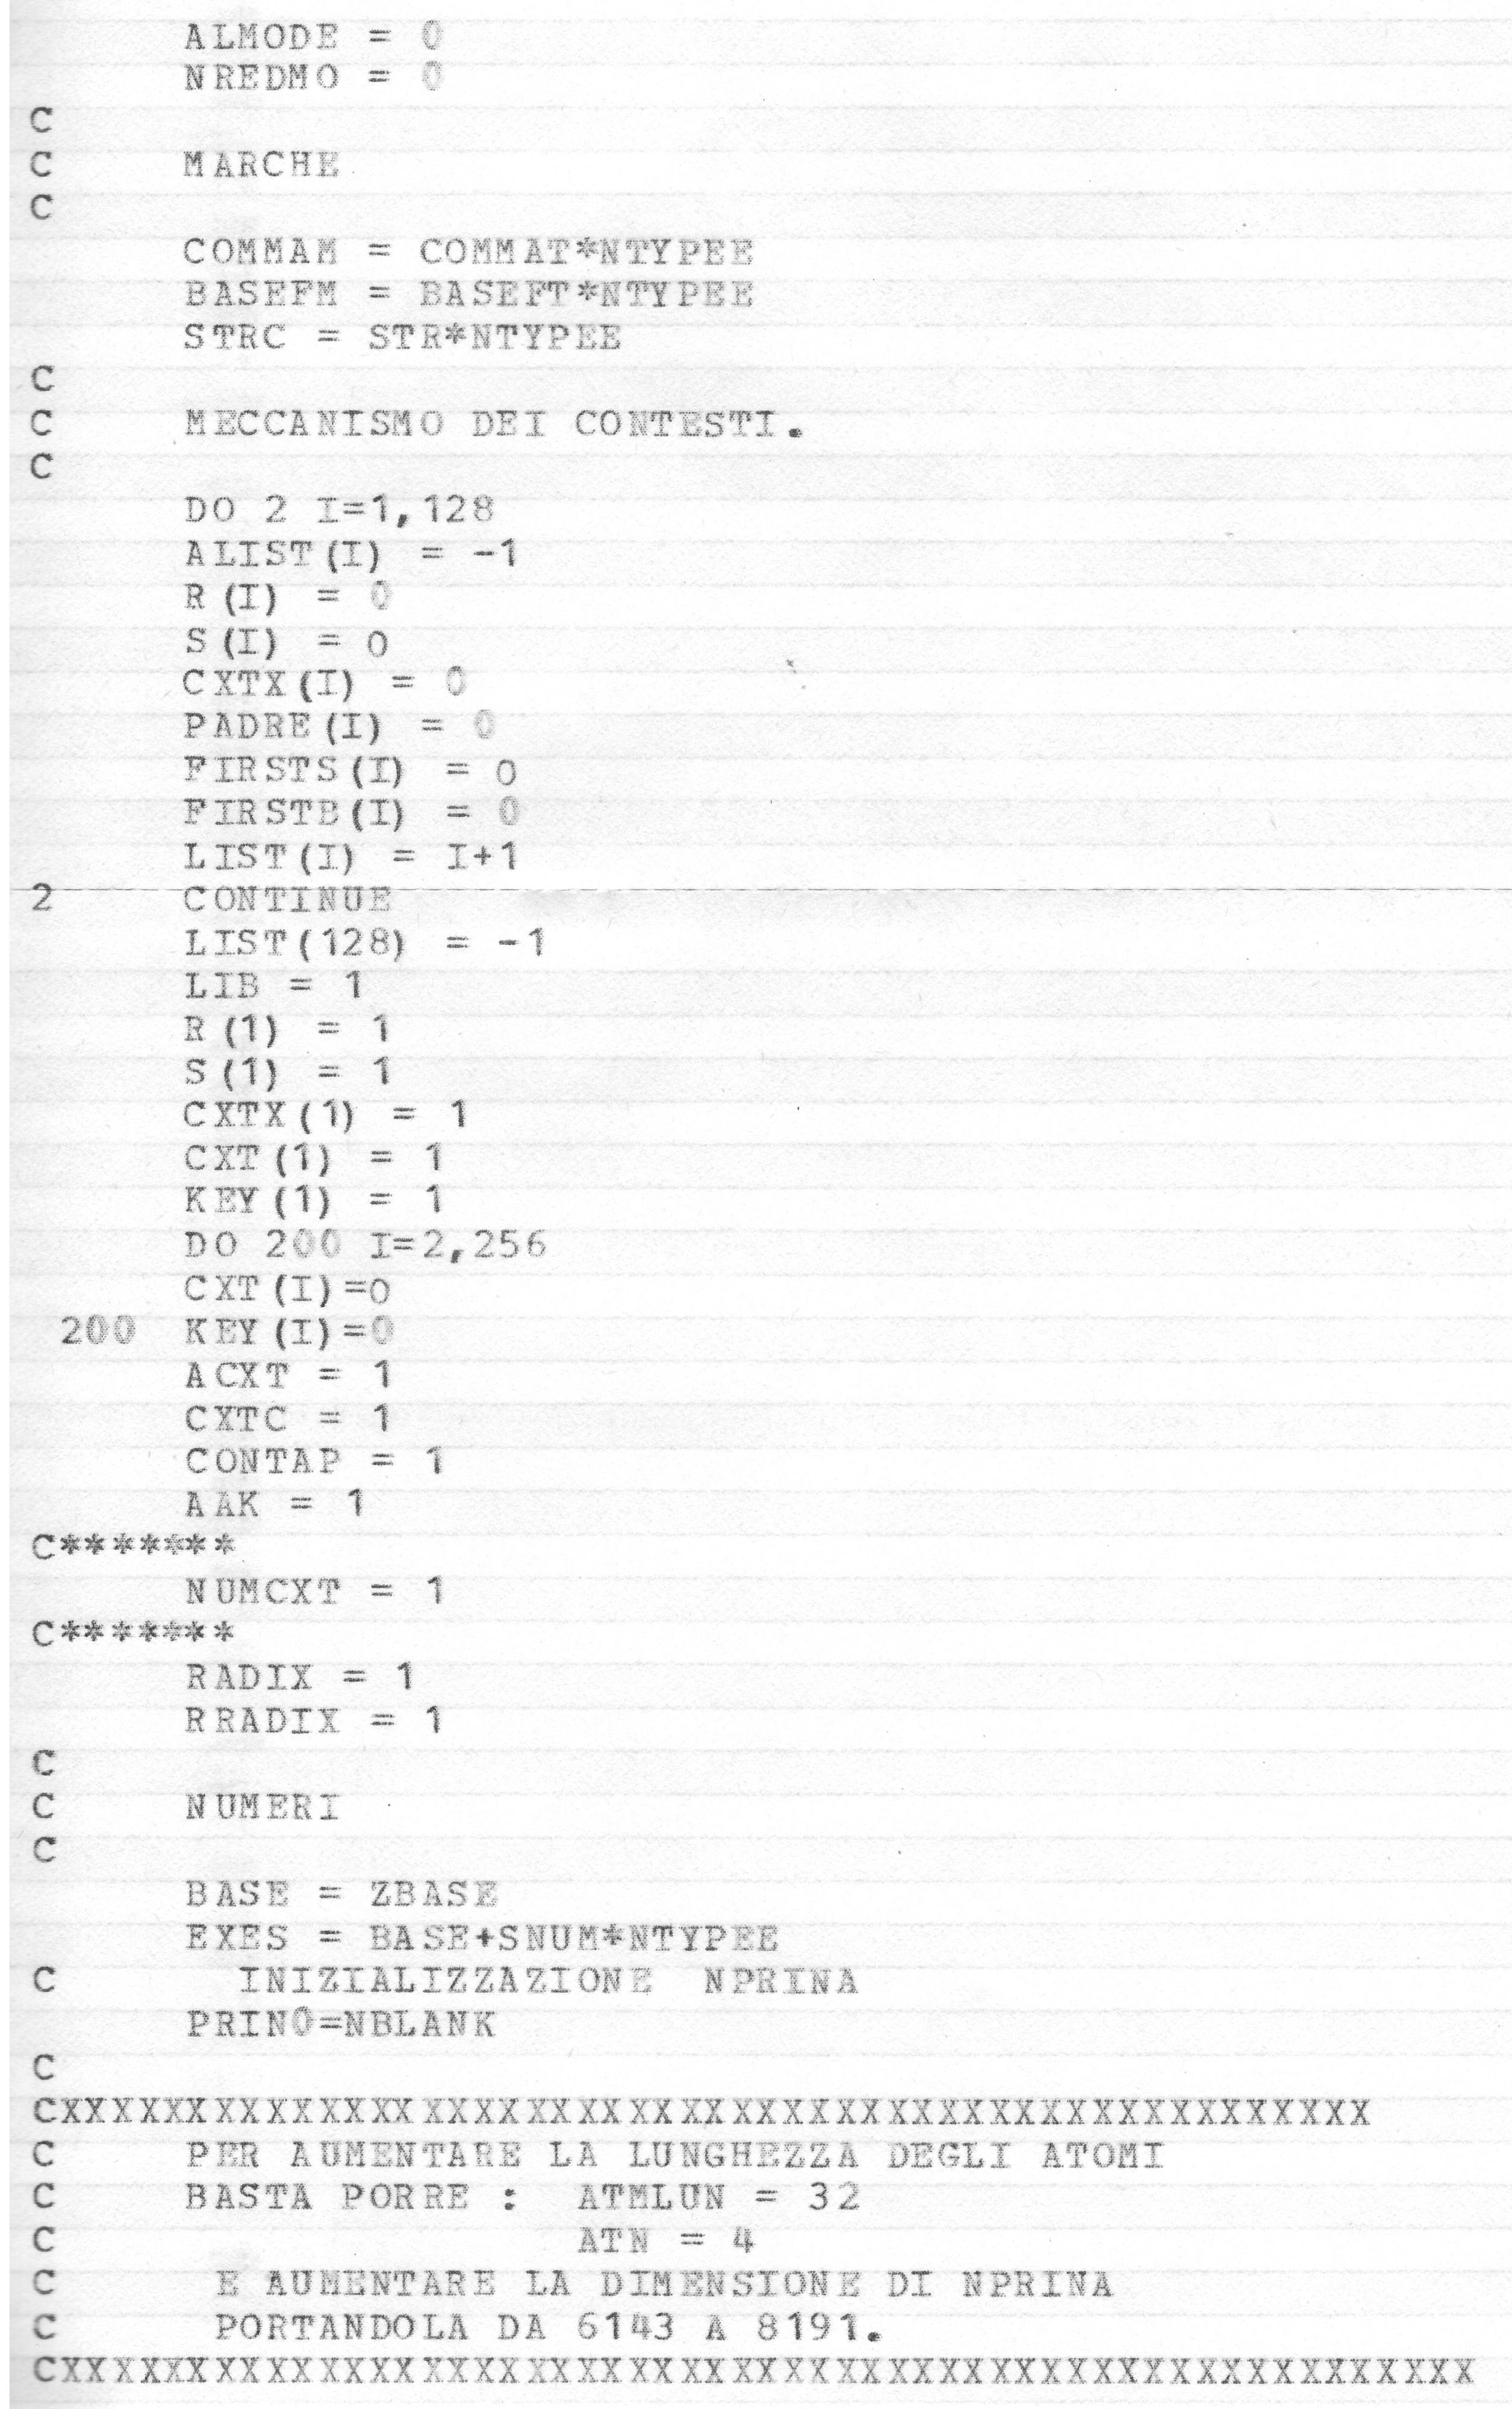 ALMODE = 0
      NREDMO = 0
C
C     MARCHE
C
      COMMAM = COMMAT*NTYPEE
      BASEFM = BASEFT*NTYPEE
      STRC = STR*NTYPEE
C
C     MECCANISMO DEI CONTESTI.
C
      DO 2 I=1,128
      ALIST(I) = -1
      R(I) = 0
      S(I) = 0
      CXTX(I) = 0
      PADRE(I) = 0
      FIRSTS(I) = 0
      FIRSTB(I) = 0
      LIST(I) = I+1
2     CONTINUE
      LIST(128) = -1
      LIB = 1
      R(1) = 1
      S(1) = 1
      CXTX(1) = 1
      CXT(1) = 1
      KEY(1) = 1
      DO 200 I=2,256
      CXT(I)=0
 200  KEY(I)=0
      ACXT = 1
      CXTC = 1
      CONTAP = 1
      AAK = 1
C*******
      NUMCXT = 1
C*******
      RADIX = 1
      RRADIX = 1
C
C     NUMERI
C
      BASE = ZBASE
      EXES = BASE+SNUM*NTYPEE
C       INIZIALIZZAZIONE  NPRINA
      PRIN0=NBLANK
C
CXXXXXXXXXXXXXXXXXXXXXXXXXXXXXXXXXXXXXXXXXXXXXXXXXXX
C     PER AUMENTARE LA LUNGHEZZA DEGLI ATOMI
C     BASTA PORRE :  ATMLUN = 32
C                    ATN = 4
C      E AUMENTARE LA DIMENSIONE DI NPRINA
C      PORTANDOLA DA 6143 A 8191.
CXXXXXXXXXXXXXXXXXXXXXXXXXXXXXXXXXXXXXXXXXXXXXXXXXXXXXXX